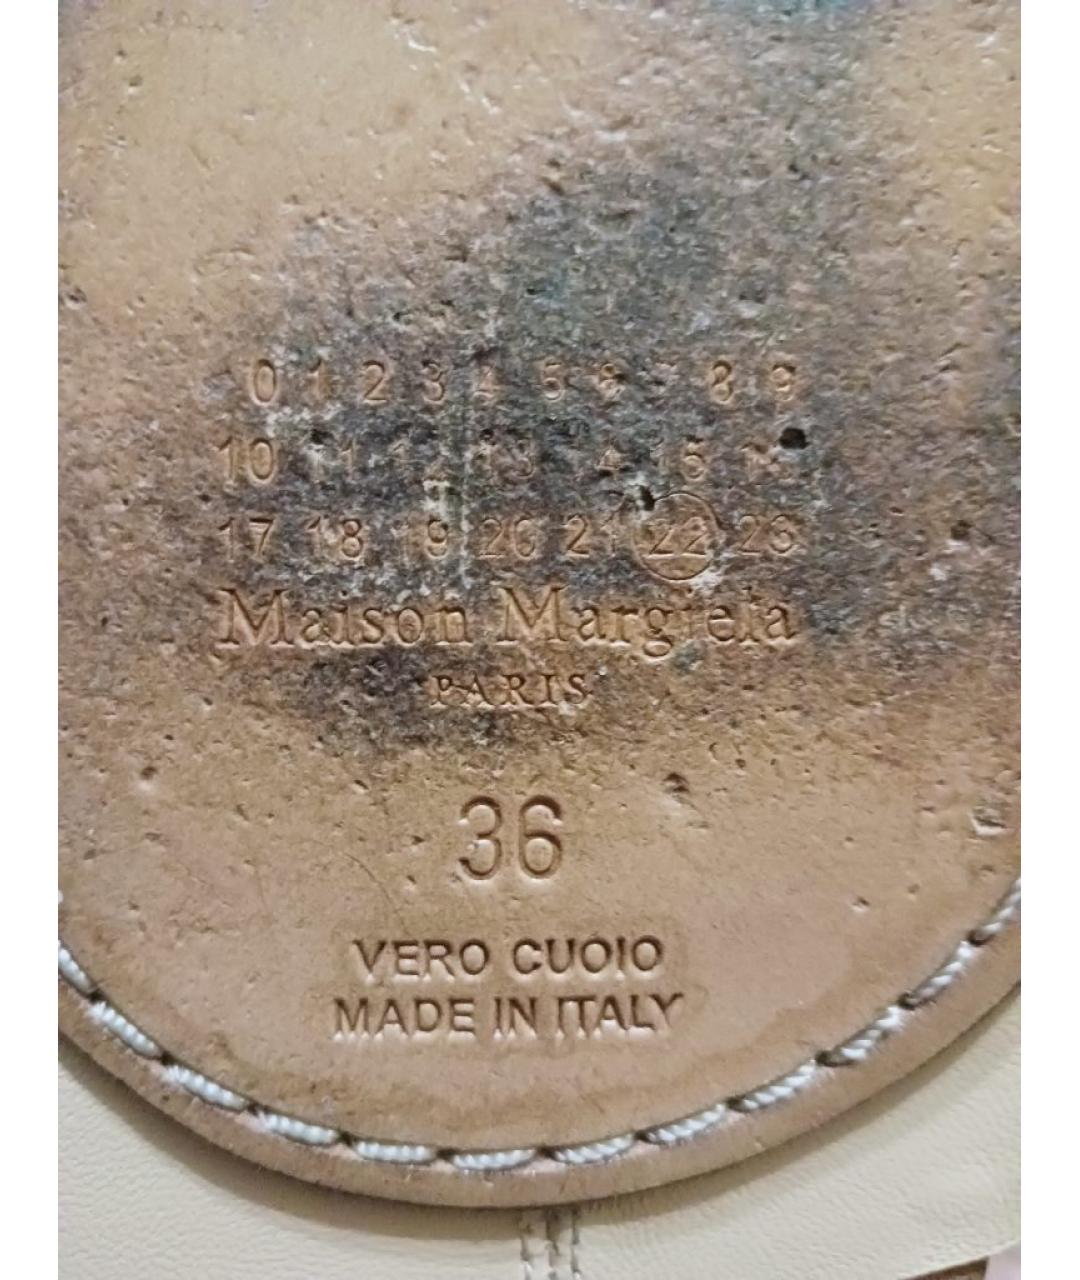 0 1 2 3 4 5 6 7 8 9
10 11 12 13 14 15 16
17 18 19 20 21 22 23
Maison Margiela
PARIS
36
VERO CUOIO
MADE IN ITALY